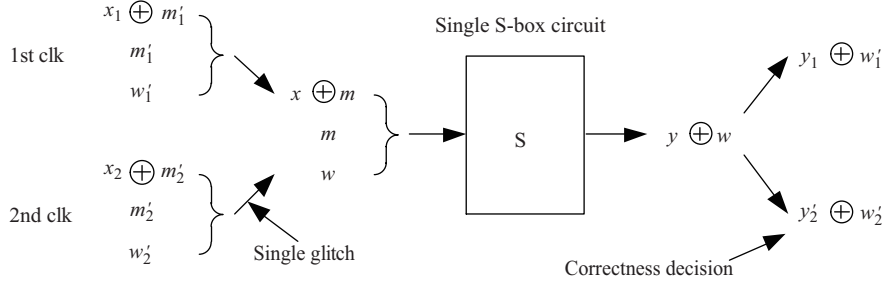 Single S-box circuit
1st clk
x₁ ⊕ m′₁
m′₁
w′₁
x ⊕ m
m
w
S
y ⊕ w
y₁ ⊕ w′₁
2nd clk
x₂ ⊕ m′₂
m′₂
w′₂
Single glitch
y′₂ ⊕ w′₂
Correctness decision